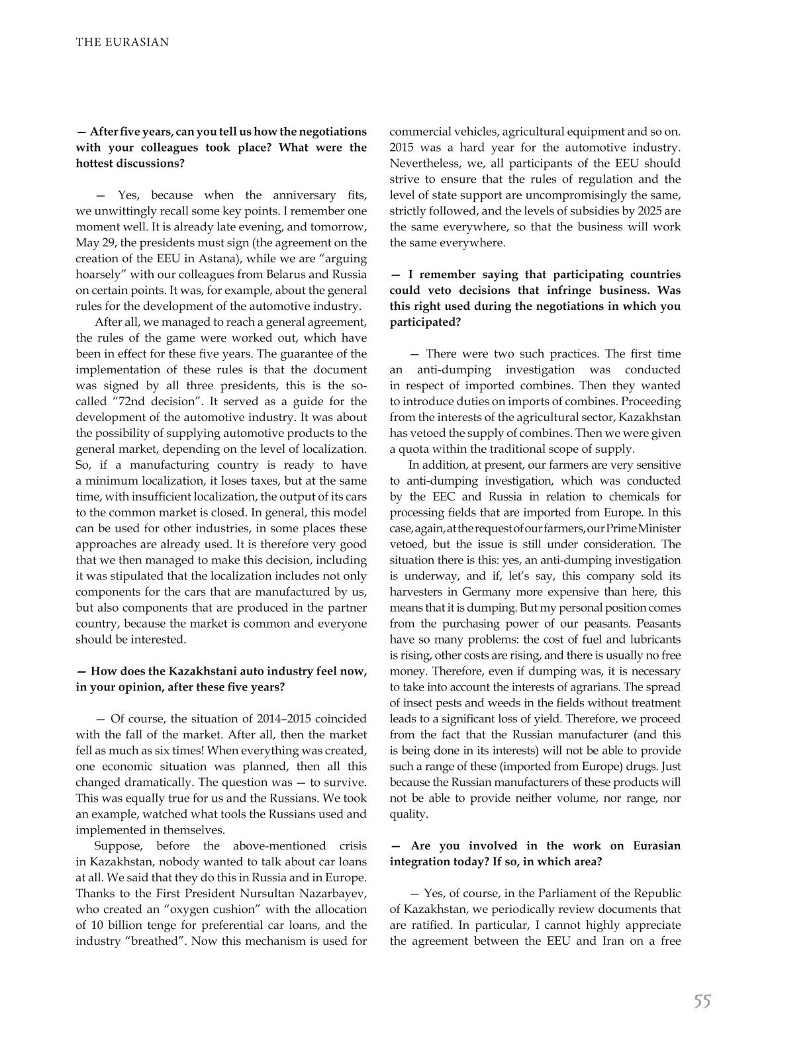 THE EURASIAN
— After five years, can you tell us how the negotiations
with your colleagues took place? What were the
hottest discussions?
— Yes, because when the anniversary fits,
we unwittingly recall some key points. I remember one
moment well. It is already late evening, and tomorrow,
May 29, the presidents must sign (the agreement on the
creation of the EEU in Astana), while we are “arguing
hoarsely” with our colleagues from Belarus and Russia
on certain points. It was, for example, about the general
rules for the development of the automotive industry.
After all, we managed to reach a general agreement,
the rules of the game were worked out, which have
been in effect for these five years. The guarantee of the
implementation of these rules is that the document
was signed by all three presidents, this is the so-
called “72nd decision”. It served as a guide for the
development of the automotive industry. It was about
the possibility of supplying automotive products to the
general market, depending on the level of localization.
So, if a manufacturing country is ready to have
a minimum localization, it loses taxes, but at the same
time, with insufficient localization, the output of its cars
to the common market is closed. In general, this model
can be used for other industries, in some places these
approaches are already used. It is therefore very good
that we then managed to make this decision, including
it was stipulated that the localization includes not only
components for the cars that are manufactured by us,
but also components that are produced in the partner
country, because the market is common and everyone
should be interested.
— How does the Kazakhstani auto industry feel now,
in your opinion, after these five years?
— Of course, the situation of 2014–2015 coincided
with the fall of the market. After all, then the market
fell as much as six times! When everything was created,
one economic situation was planned, then all this
changed dramatically. The question was — to survive.
This was equally true for us and the Russians. We took
an example, watched what tools the Russians used and
implemented in themselves.
Suppose, before the above-mentioned crisis
in Kazakhstan, nobody wanted to talk about car loans
at all. We said that they do this in Russia and in Europe.
Thanks to the First President Nursultan Nazarbayev,
who created an “oxygen cushion” with the allocation
of 10 billion tenge for preferential car loans, and the
industry “breathed”. Now this mechanism is used for
commercial vehicles, agricultural equipment and so on.
2015 was a hard year for the automotive industry.
Nevertheless, we, all participants of the EEU should
strive to ensure that the rules of regulation and the
level of state support are uncompromisingly the same,
strictly followed, and the levels of subsidies by 2025 are
the same everywhere, so that the business will work
the same everywhere.
— I remember saying that participating countries
could veto decisions that infringe business. Was
this right used during the negotiations in which you
participated?
— There were two such practices. The first time
an anti-dumping investigation was conducted
in respect of imported combines. Then they wanted
to introduce duties on imports of combines. Proceeding
from the interests of the agricultural sector, Kazakhstan
has vetoed the supply of combines. Then we were given
a quota within the traditional scope of supply.
In addition, at present, our farmers are very sensitive
to anti-dumping investigation, which was conducted
by the EEC and Russia in relation to chemicals for
processing fields that are imported from Europe. In this
case, again, at the request of our farmers, our Prime Minister
vetoed, but the issue is still under consideration. The
situation there is this: yes, an anti-dumping investigation
is underway, and if, let’s say, this company sold its
harvesters in Germany more expensive than here, this
means that it is dumping. But my personal position comes
from the purchasing power of our peasants. Peasants
have so many problems: the cost of fuel and lubricants
is rising, other costs are rising, and there is usually no free
money. Therefore, even if dumping was, it is necessary
to take into account the interests of agrarians. The spread
of insect pests and weeds in the fields without treatment
leads to a significant loss of yield. Therefore, we proceed
from the fact that the Russian manufacturer (and this
is being done in its interests) will not be able to provide
such a range of these (imported from Europe) drugs. Just
because the Russian manufacturers of these products will
not be able to provide neither volume, nor range, nor
quality.
— Are you involved in the work on Eurasian
integration today? If so, in which area?
— Yes, of course, in the Parliament of the Republic
of Kazakhstan, we periodically review documents that
are ratified. In particular, I cannot highly appreciate
the agreement between the EEU and Iran on a free
55